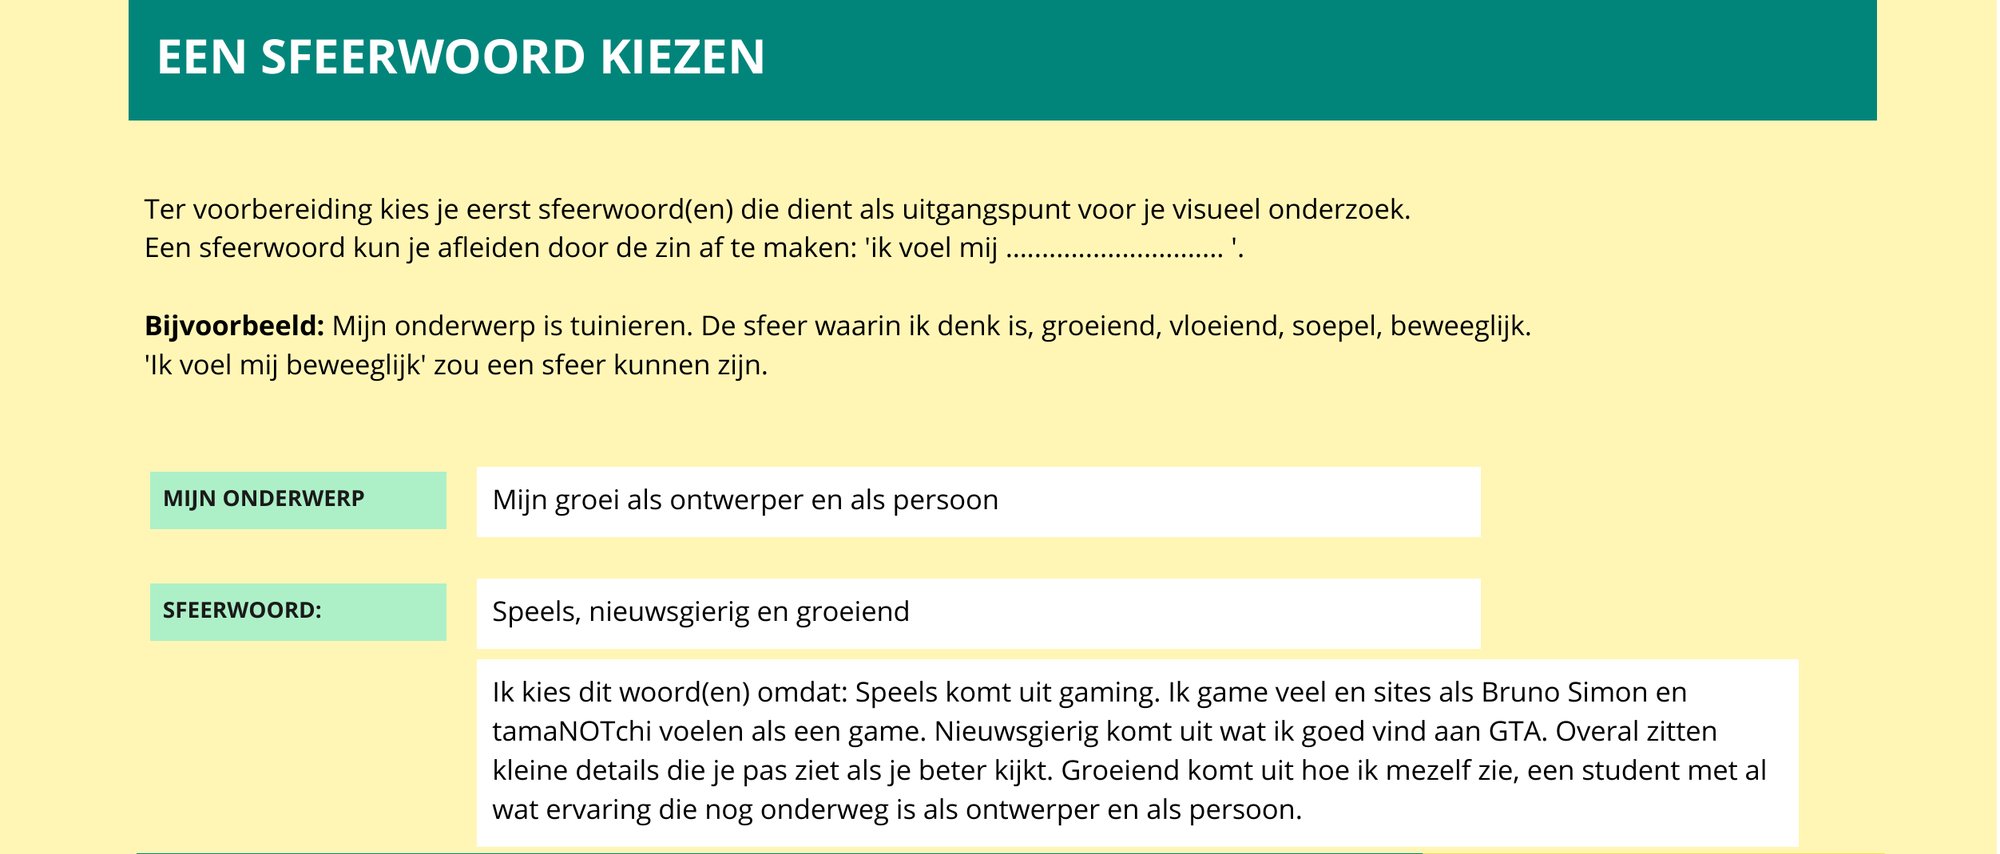 EEN SFEERWOORD KIEZEN
Ter voorbereiding kies je eerst sfeerwoord(en) die dient als uitgangspunt voor je visueel onderzoek.
Een sfeerwoord kun je afleiden door de zin af te maken: 'ik voel mij ............................. '.
Bijvoorbeeld: Mijn onderwerp is tuinieren. De sfeer waarin ik denk is, groeiend, vloeiend, soepel, beweeglijk.
'Ik voel mij beweeglijk' zou een sfeer kunnen zijn.
MIJN ONDERWERP
Mijn groei als ontwerper en als persoon
SFEERWOORD:
Speels, nieuwsgierig en groeiend
Ik kies dit woord(en) omdat: Speels komt uit gaming. Ik game veel en sites als Bruno Simon en
tamaNOTchi voelen als een game. Nieuwsgierig komt uit wat ik goed vind aan GTA. Overal zitten
kleine details die je pas ziet als je beter kijkt. Groeiend komt uit hoe ik mezelf zie, een student met al
wat ervaring die nog onderweg is als ontwerper en als persoon.